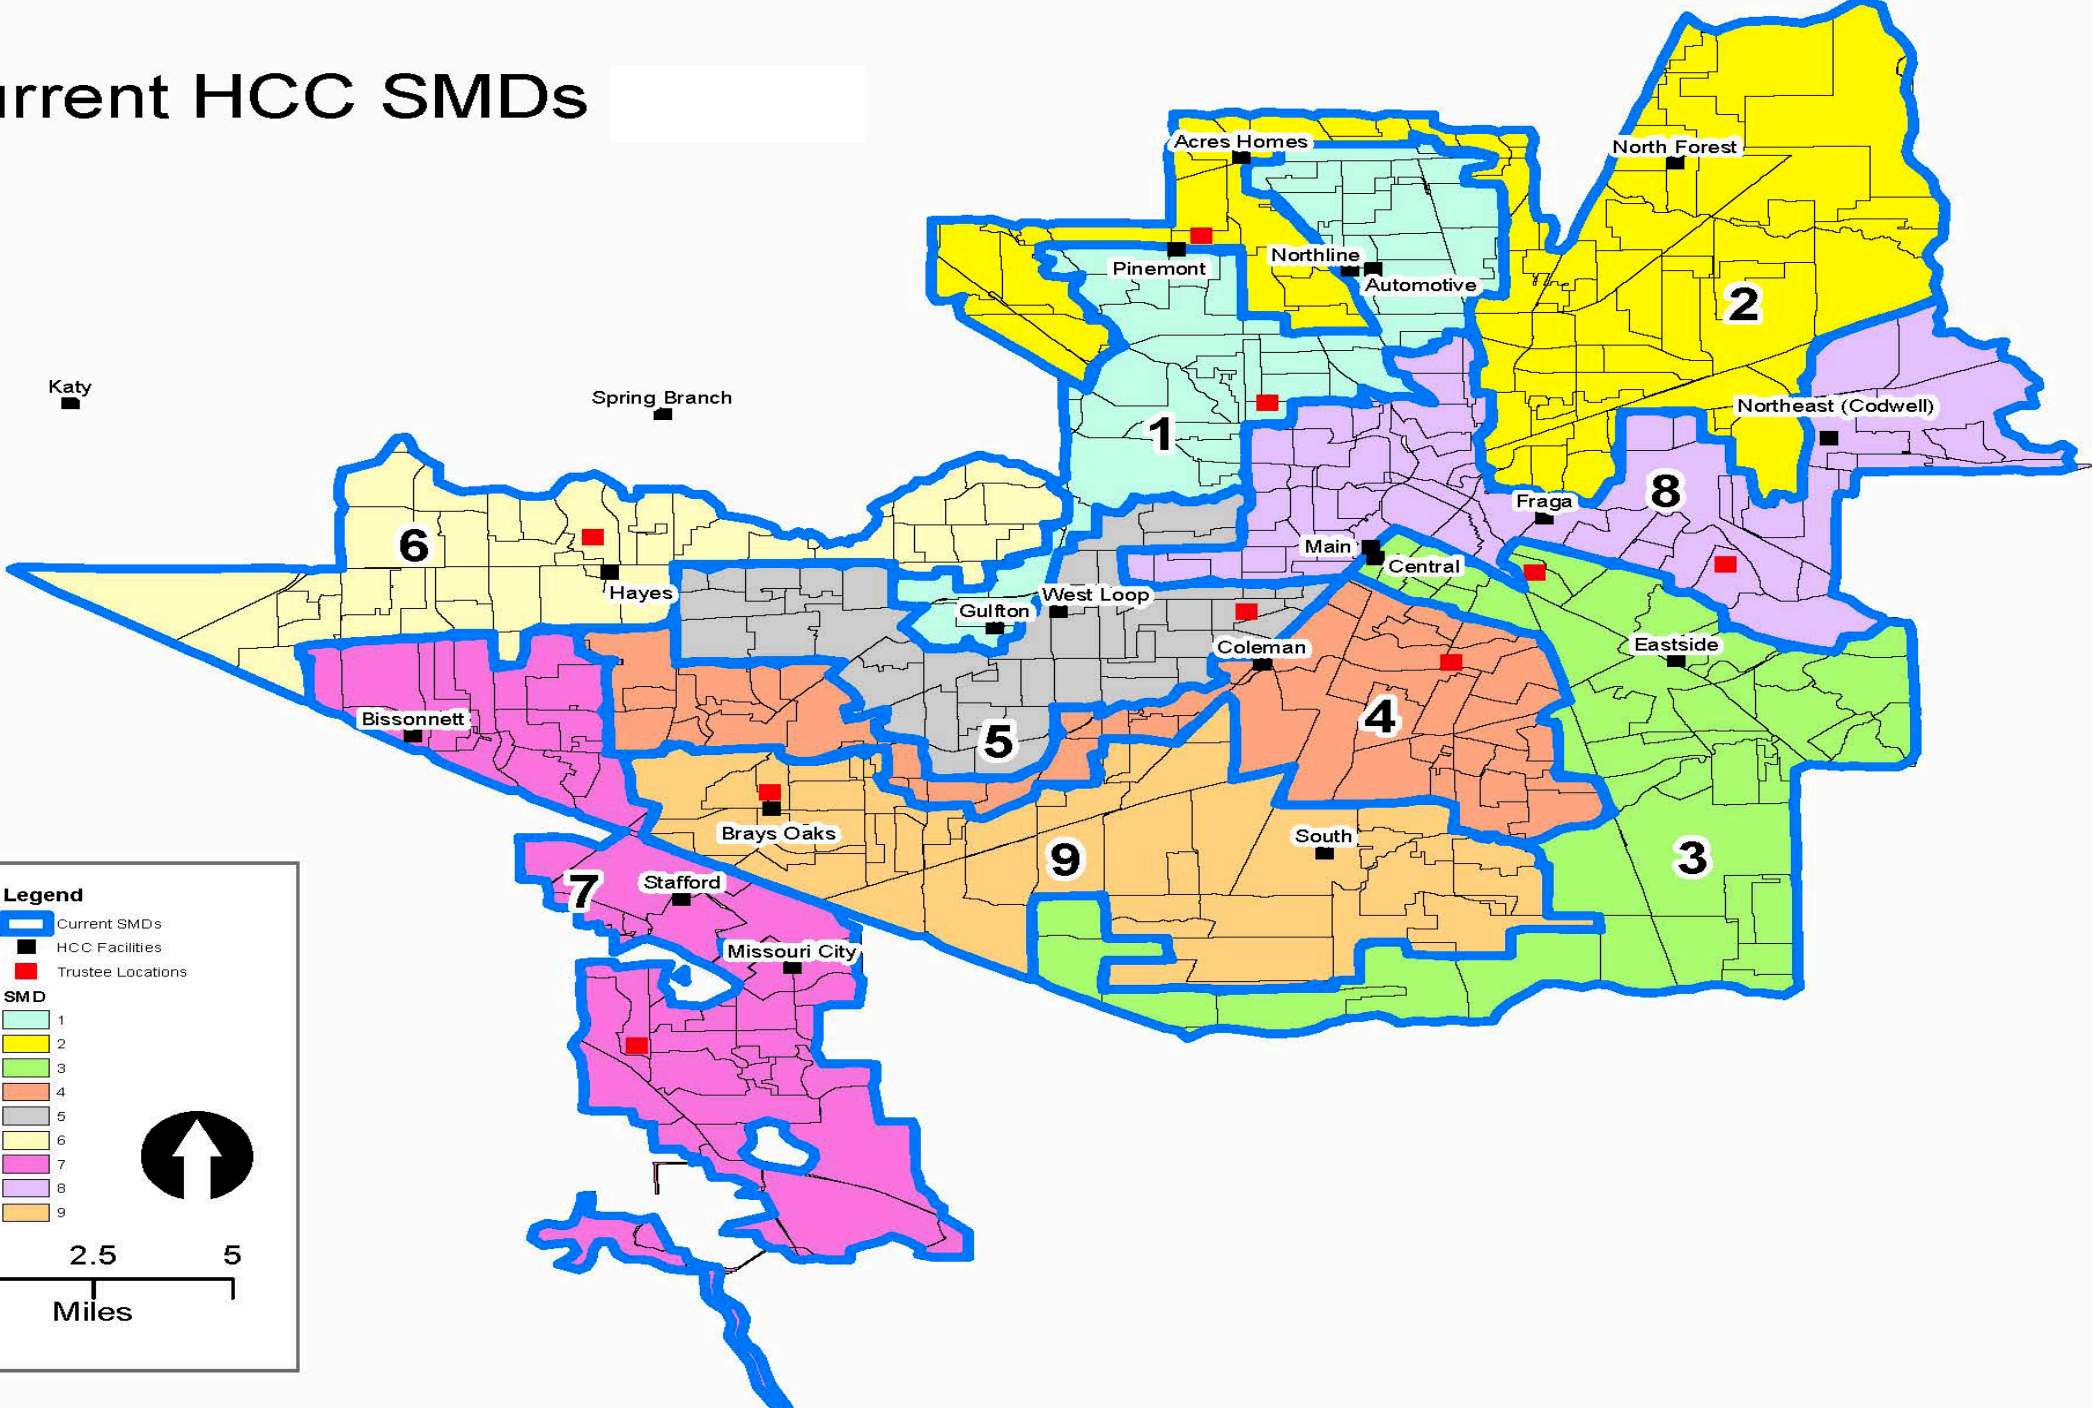 urrent HCC SMDs
Acres Homes
North Forest
Pinemont
Northline
Automotive
2
Katy
Spring Branch
Northeast (Codwell)
1
8
Fraga
6
Main
Central
Hayes
Gulfton
West Loop
Coleman
Eastside
Bissonnett
4
5
Brays Oaks
South
9
3
7
Stafford
Missouri City
Legend
Current SMDs
HCC Facilities
Trustee Locations
SMD
1
2
3
4
5
6
7
8
9
2.5 5
Miles